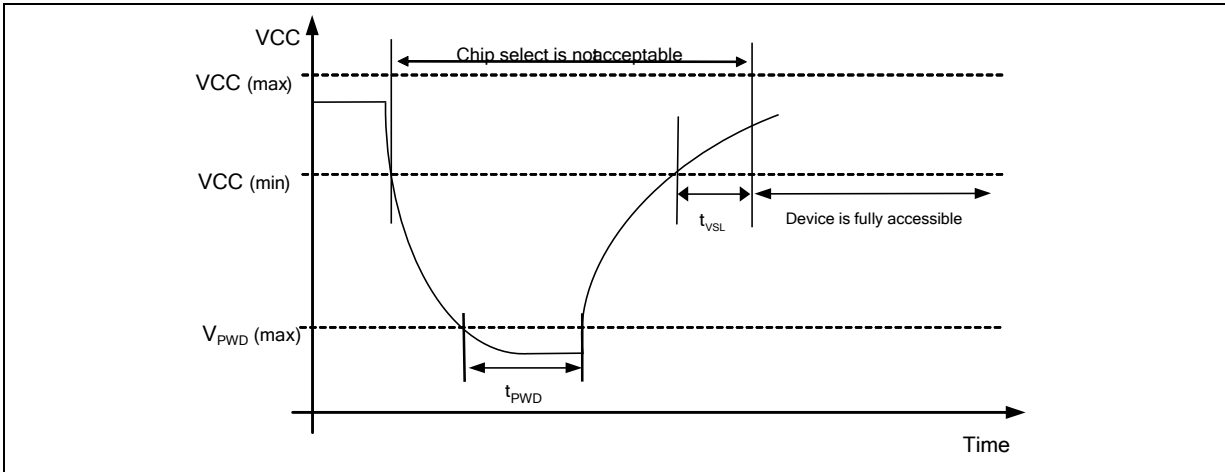 VCC
Chip select is not acceptable
VCC (max)
VCC (min)
tVSL
Device is fully accessible
VPWD (max)
tPWD
Time